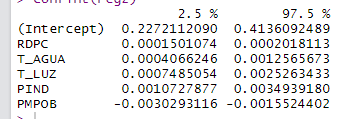 2.5 % 97.5 %
(Intercept) 0.2272112090 0.4136092489
RDPC 0.0001501074 0.0002018113
T_AGUA 0.0004066246 0.0012565673
T_LUZ 0.0007485054 0.0025263433
PIND 0.0010727877 0.0034939180
PMPOB -0.0030293116 -0.0015524402
>